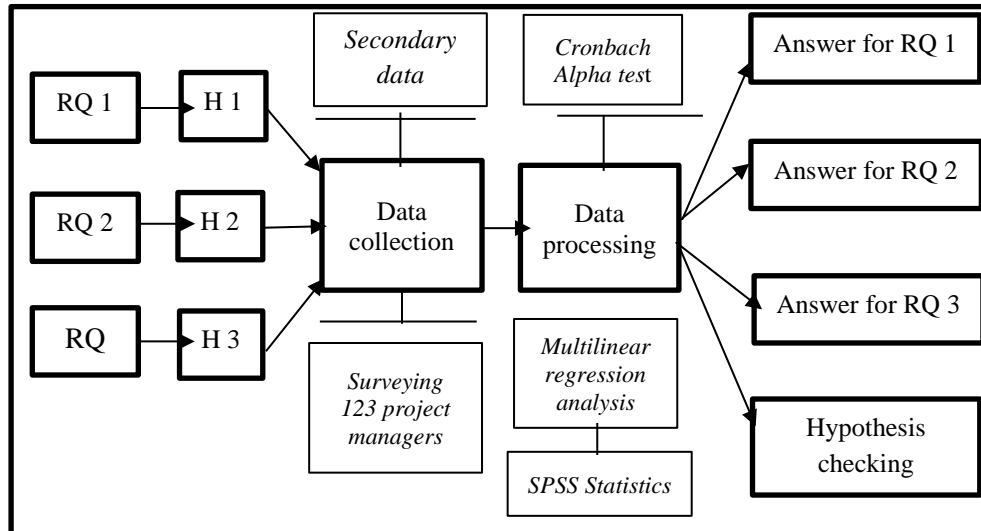 RQ 1
H 1
RQ 2
H 2
RQ
H 3
Secondary
data
Data
collection
Surveying
123 project
managers
Cronbach
Alpha test
Data
processing
Multilinear
regression
analysis
SPSS Statistics
Answer for RQ 1
Answer for RQ 2
Answer for RQ 3
Hypothesis
checking